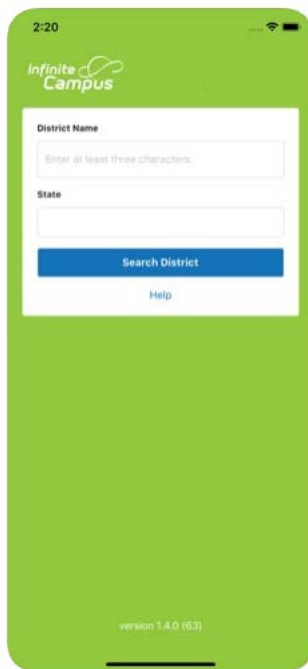 2:20
Infinite
Campus
District Name
Enter at least three characters.
State
Search District
Help
version 1.4.0 (63)